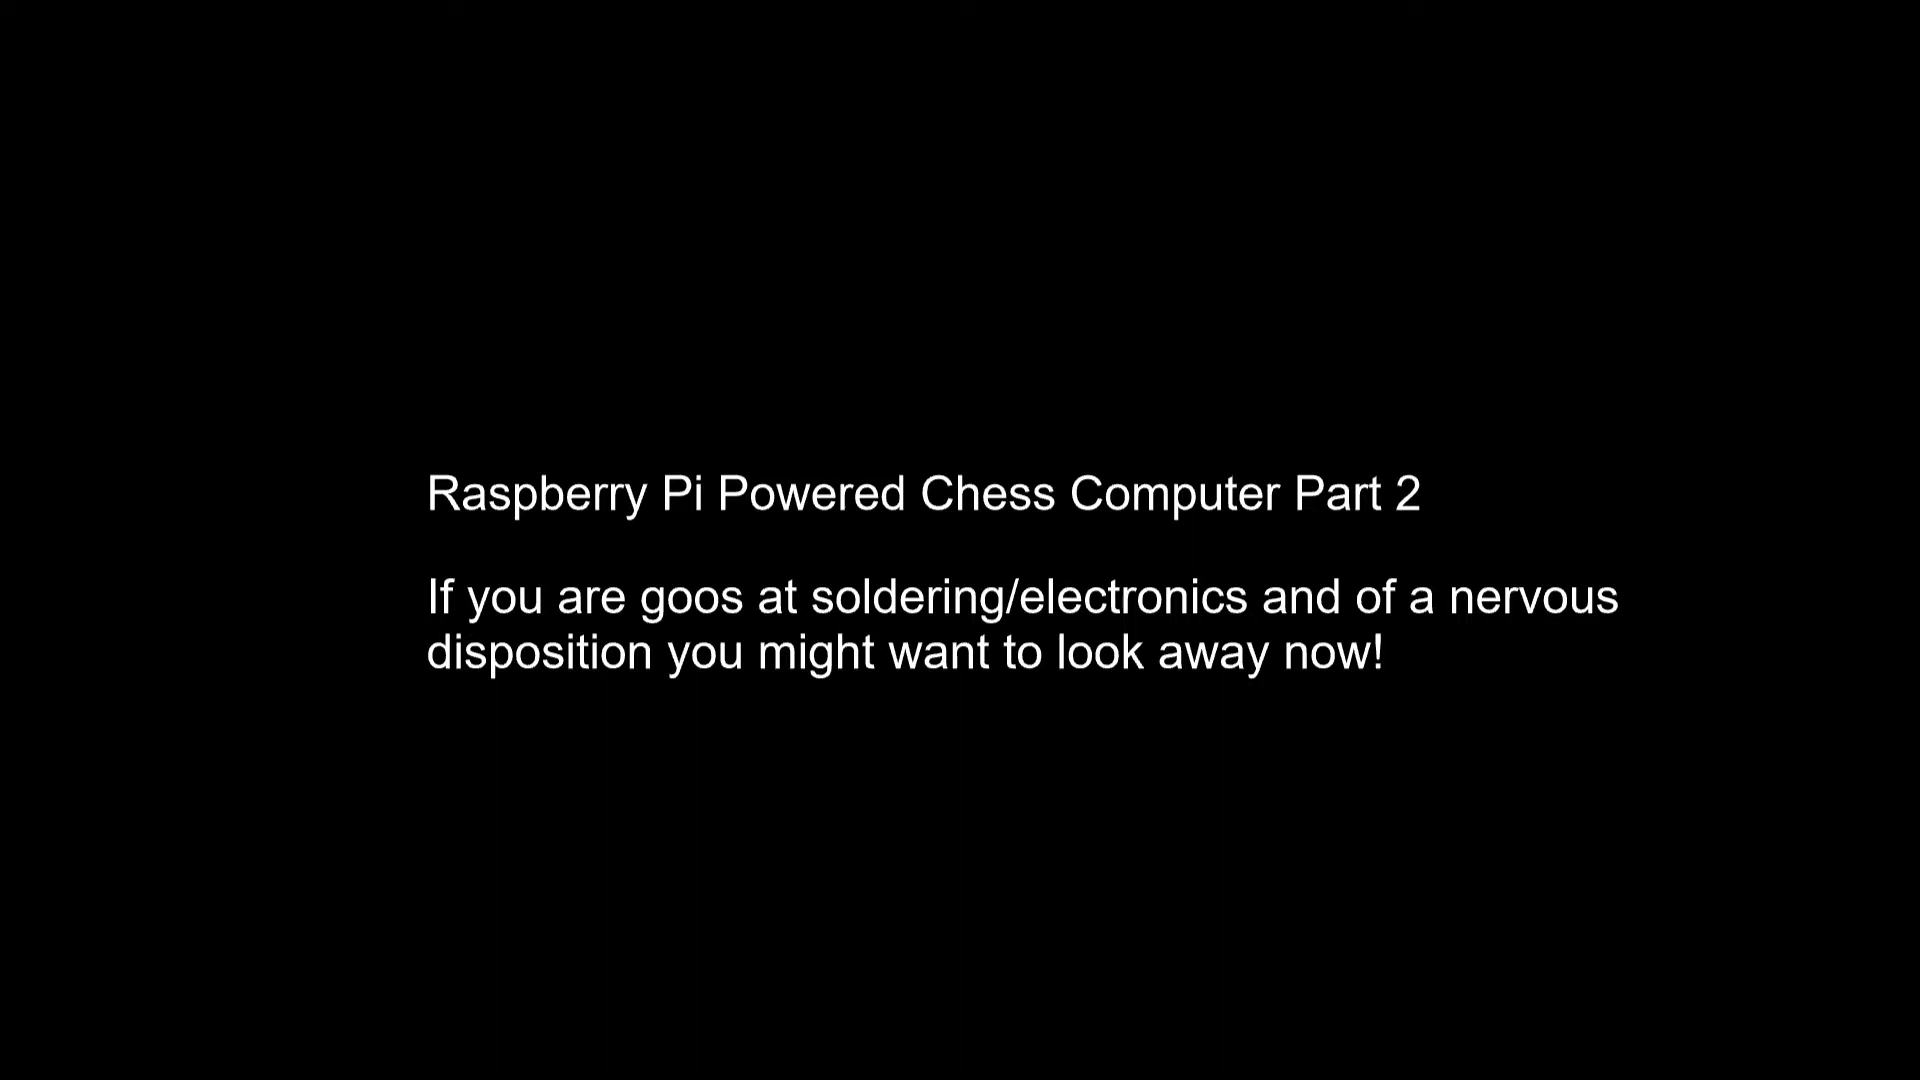 Raspberry Pi Powered Chess Computer Part 2
If you are goos at soldering/electronics and of a nervous
disposition you might want to look away now!